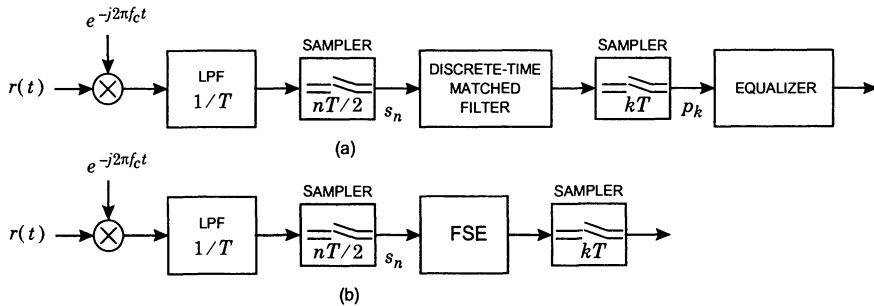 e^{-j2πf_c t}
r(t)
LPF
1/T
SAMPLER
nT/2
s_n
DISCRETE-TIME
MATCHED
FILTER
SAMPLER
kT
p_k
EQUALIZER
(a)
e^{-j2πf_c t}
r(t)
LPF
1/T
SAMPLER
nT/2
s_n
FSE
SAMPLER
kT
(b)